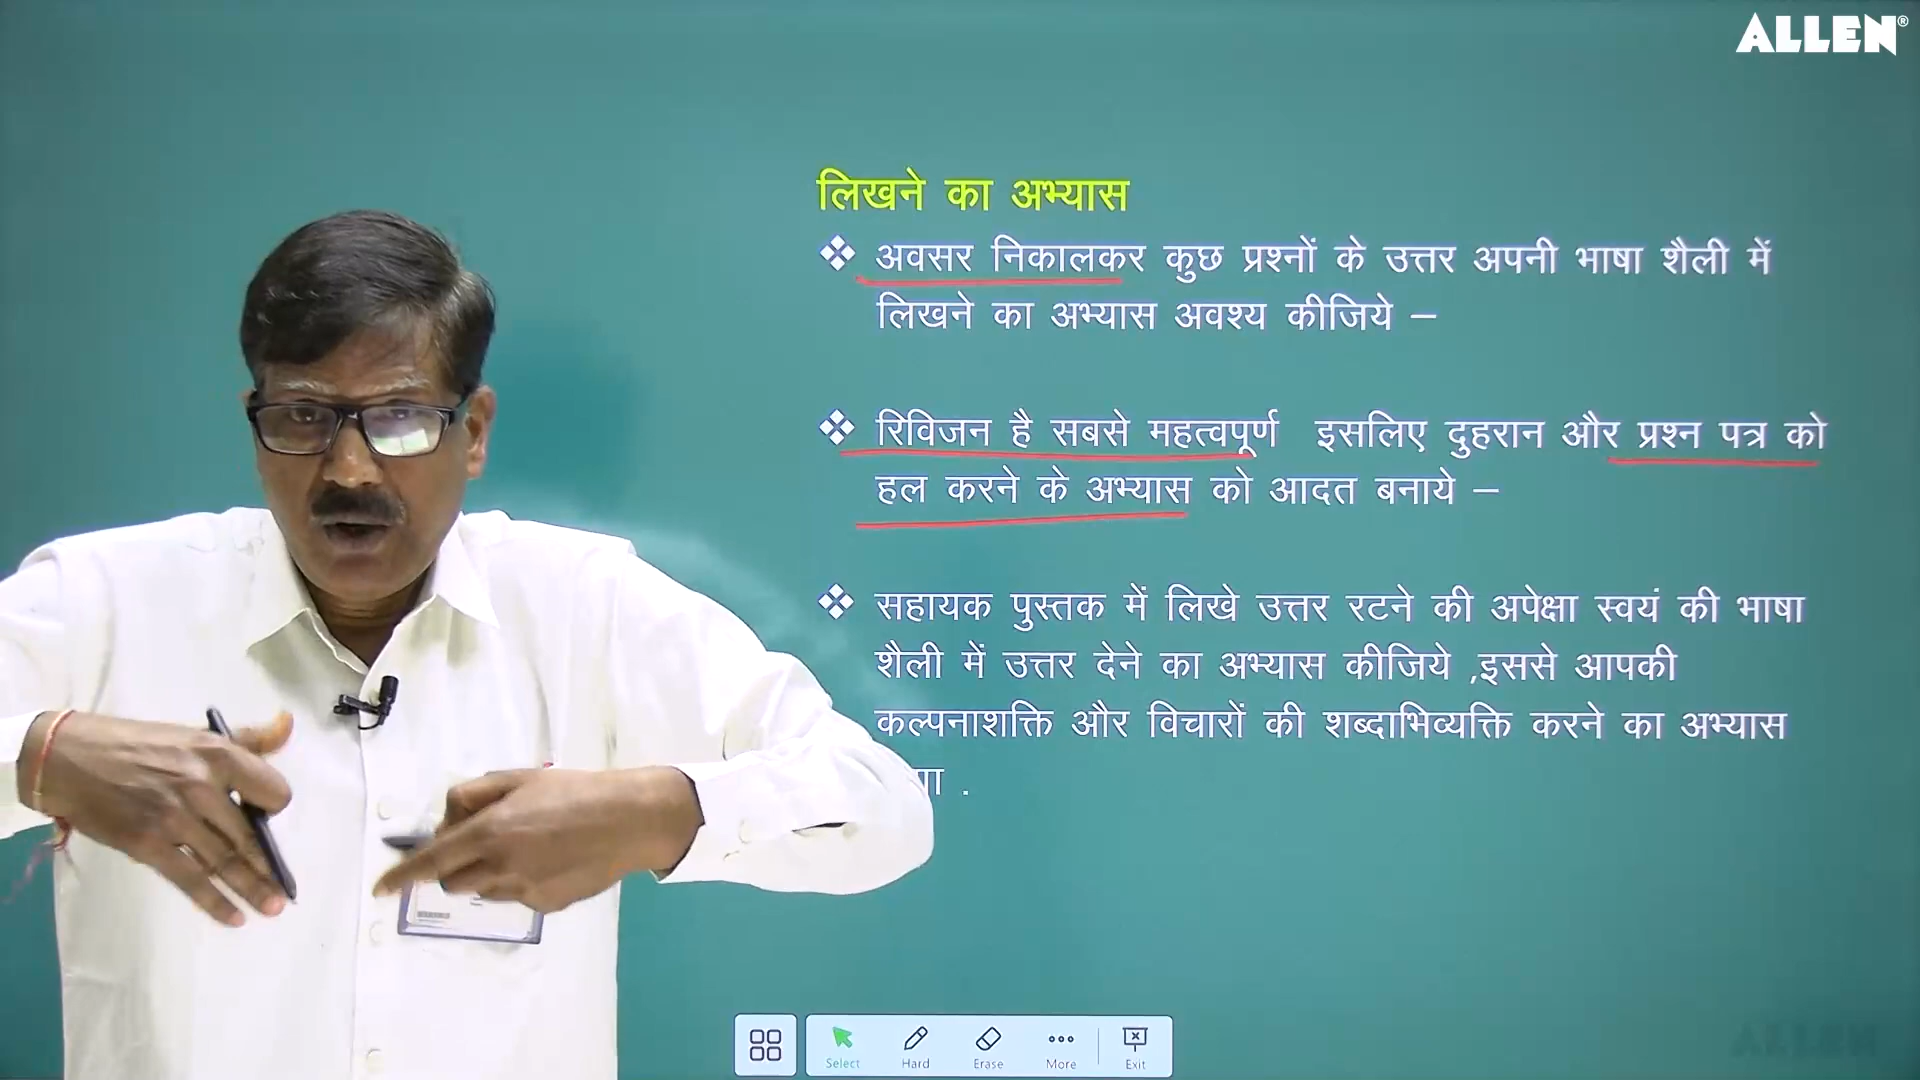 ALLEN®
लिखने का अभ्यास
❖ अवसर निकालकर कुछ प्रश्नों के उत्तर अपनी भाषा शैली में
लिखने का अभ्यास अवश्य कीजिये –
❖ रिविजन है सबसे महत्वपूर्ण इसलिए दुहरान और प्रश्न पत्र को
हल करने के अभ्यास को आदत बनाये –
❖ सहायक पुस्तक में लिखे उत्तर रटने की अपेक्षा स्वयं की भाषा
शैली में उत्तर देने का अभ्यास कीजिये ,इससे आपकी
कल्पनाशक्ति और विचारों की शब्दाभिव्यक्ति करने का अभ्यास
Select Hard Erase More Exit